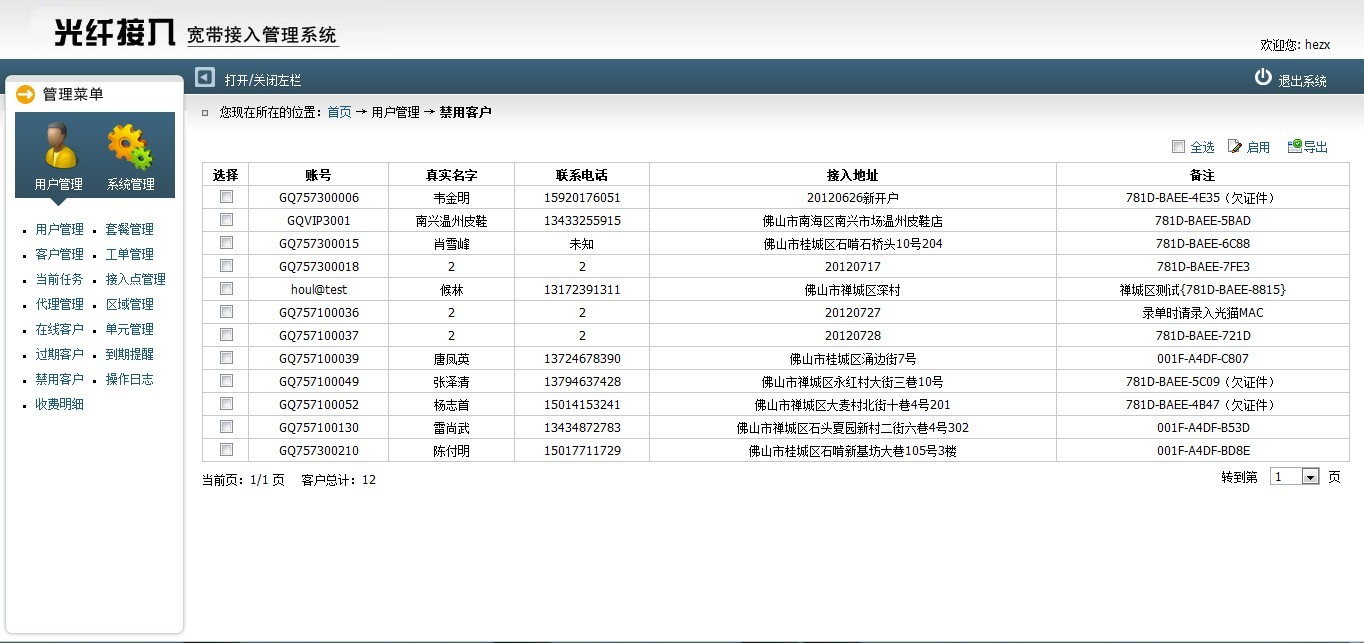 光纤接入 宽带接入管理系统
欢迎您: hezx
打开/关闭左栏 退出系统
管理菜单
用户管理 系统管理
用户管理 套餐管理
客户管理 工单管理
当前任务 接入点管理
代理管理 区域管理
在线客户 单元管理
过期客户 到期提醒
禁用客户 操作日志
收费明细
您现在所在的位置：首页 → 用户管理 → 禁用客户
全选 启用 导出
选择 账号 真实名字 联系电话 接入地址 备注
GQ757300006 韦金明 15920176051 20120626新开户 781D-BAEE-4E35（欠证件）
GQVIP3001 南兴温州皮鞋 13433255915 佛山市南海区南兴市场温州皮鞋店 781D-BAEE-5BAD
GQ757300015 肖雪峰 未知 佛山市桂城区石啃石桥头10号204 781D-BAEE-6C88
GQ757300018 2 2 20120717 781D-BAEE-7FE3
houl@test 候林 13172391311 佛山市禅城区深村 禅城区测试{781D-BAEE-8815}
GQ757100036 2 2 20120727 录单时请录入光猫MAC
GQ757100037 2 2 20120728 781D-BAEE-721D
GQ757100039 唐凤英 13724678390 佛山市桂城区涌边街7号 001F-A4DF-C807
GQ757100049 张泽清 13794637428 佛山市禅城区永红村大街三巷10号 781D-BAEE-5C09（欠证件）
GQ757100052 杨志首 15014153241 佛山市禅城区大麦村北街十巷4号201 781D-BAEE-4B47（欠证件）
GQ757100130 雷尚武 13434872783 佛山市禅城区石头夏园新村二街六巷4号302 001F-A4DF-B53D
GQ757300210 陈付明 15017711729 佛山市桂城区石啃新基坊大巷105号3楼 001F-A4DF-BD8E
当前页：1/1 页 客户总计：12 转到第 1 页